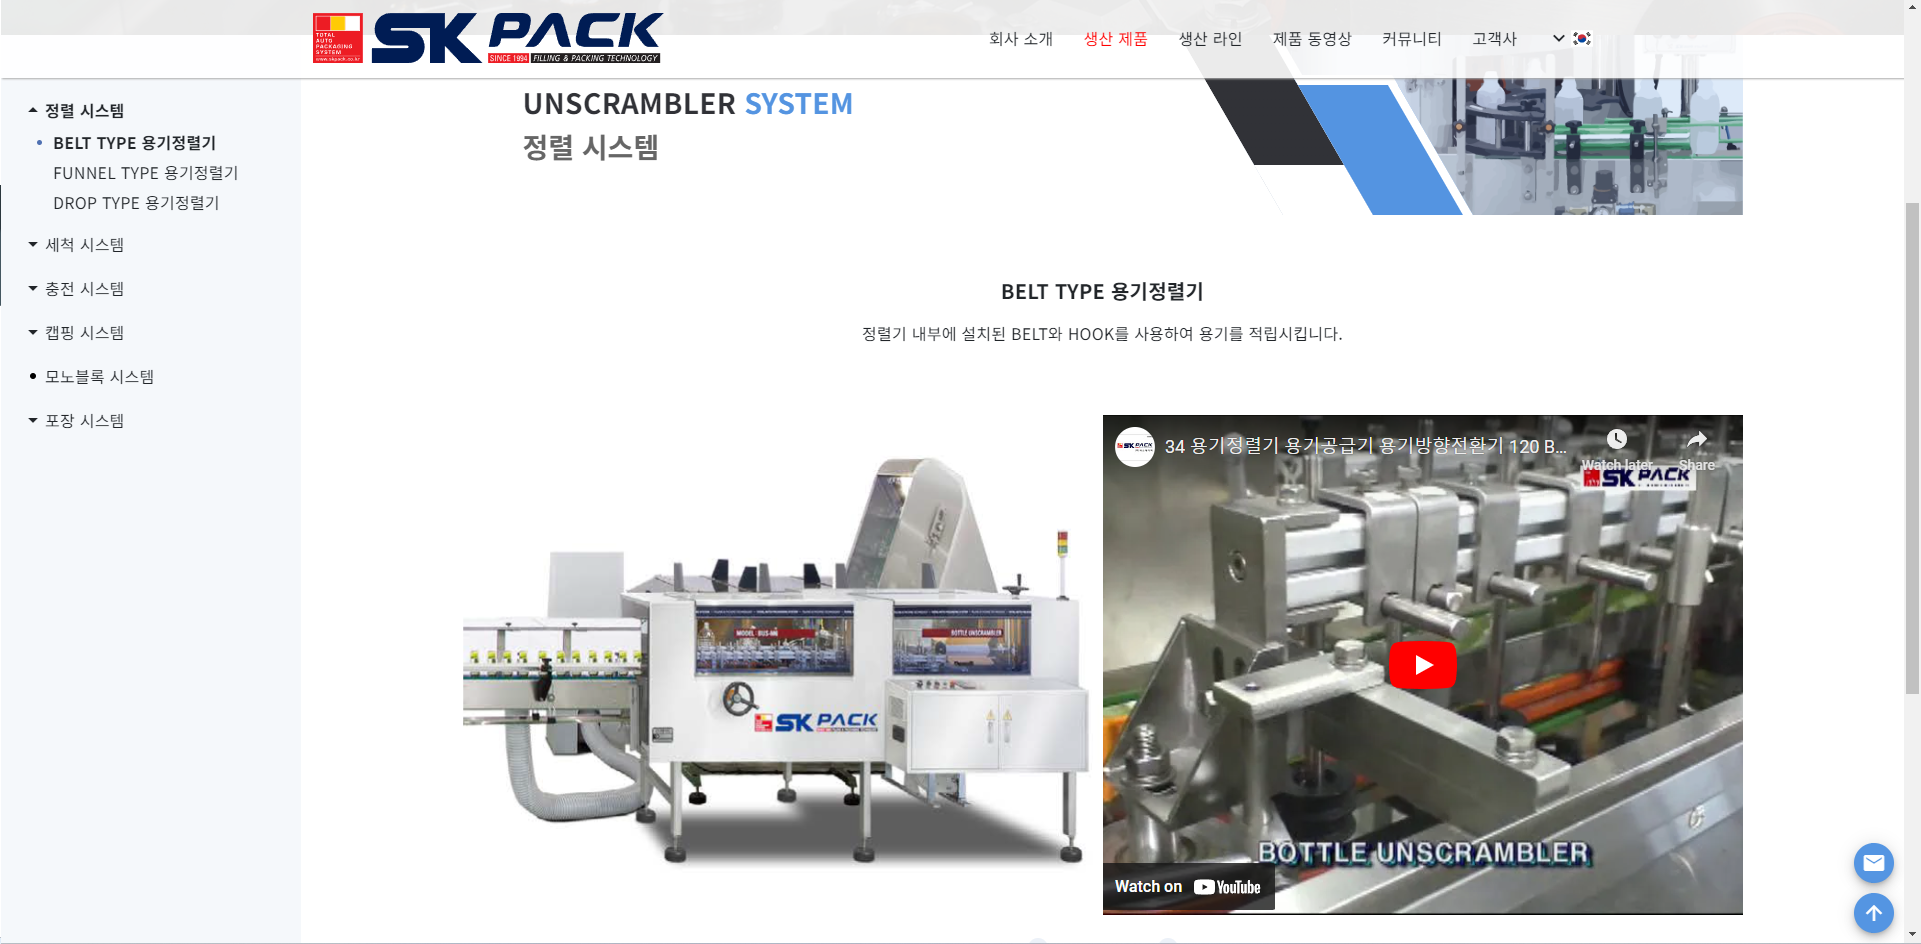 TOTAL
AUTO
PACKAGING
SYSTEM
www.skpack.co.kr
SK PACK
SINCE 1994 FILLING & PACKING TECHNOLOGY
회사 소개
생산 제품
생산 라인
제품 동영상
커뮤니티
고객사
정렬 시스템
BELT TYPE 용기정렬기
FUNNEL TYPE 용기정렬기
DROP TYPE 용기정렬기
세척 시스템
충전 시스템
캡핑 시스템
모노블록 시스템
포장 시스템
UNSCRAMBLER SYSTEM
정렬 시스템
BELT TYPE 용기정렬기
정렬기 내부에 설치된 BELT와 HOOK를 사용하여 용기를 적립시킵니다.
BOTTLE UNSCRAMBLER
SK PACK
SK PACK
34 용기정렬기 용기공급기 용기방향전환기 120 B...
Watch later
Share
SK PACK
BOTTLE UNSCRAMBLER
Watch on YouTube